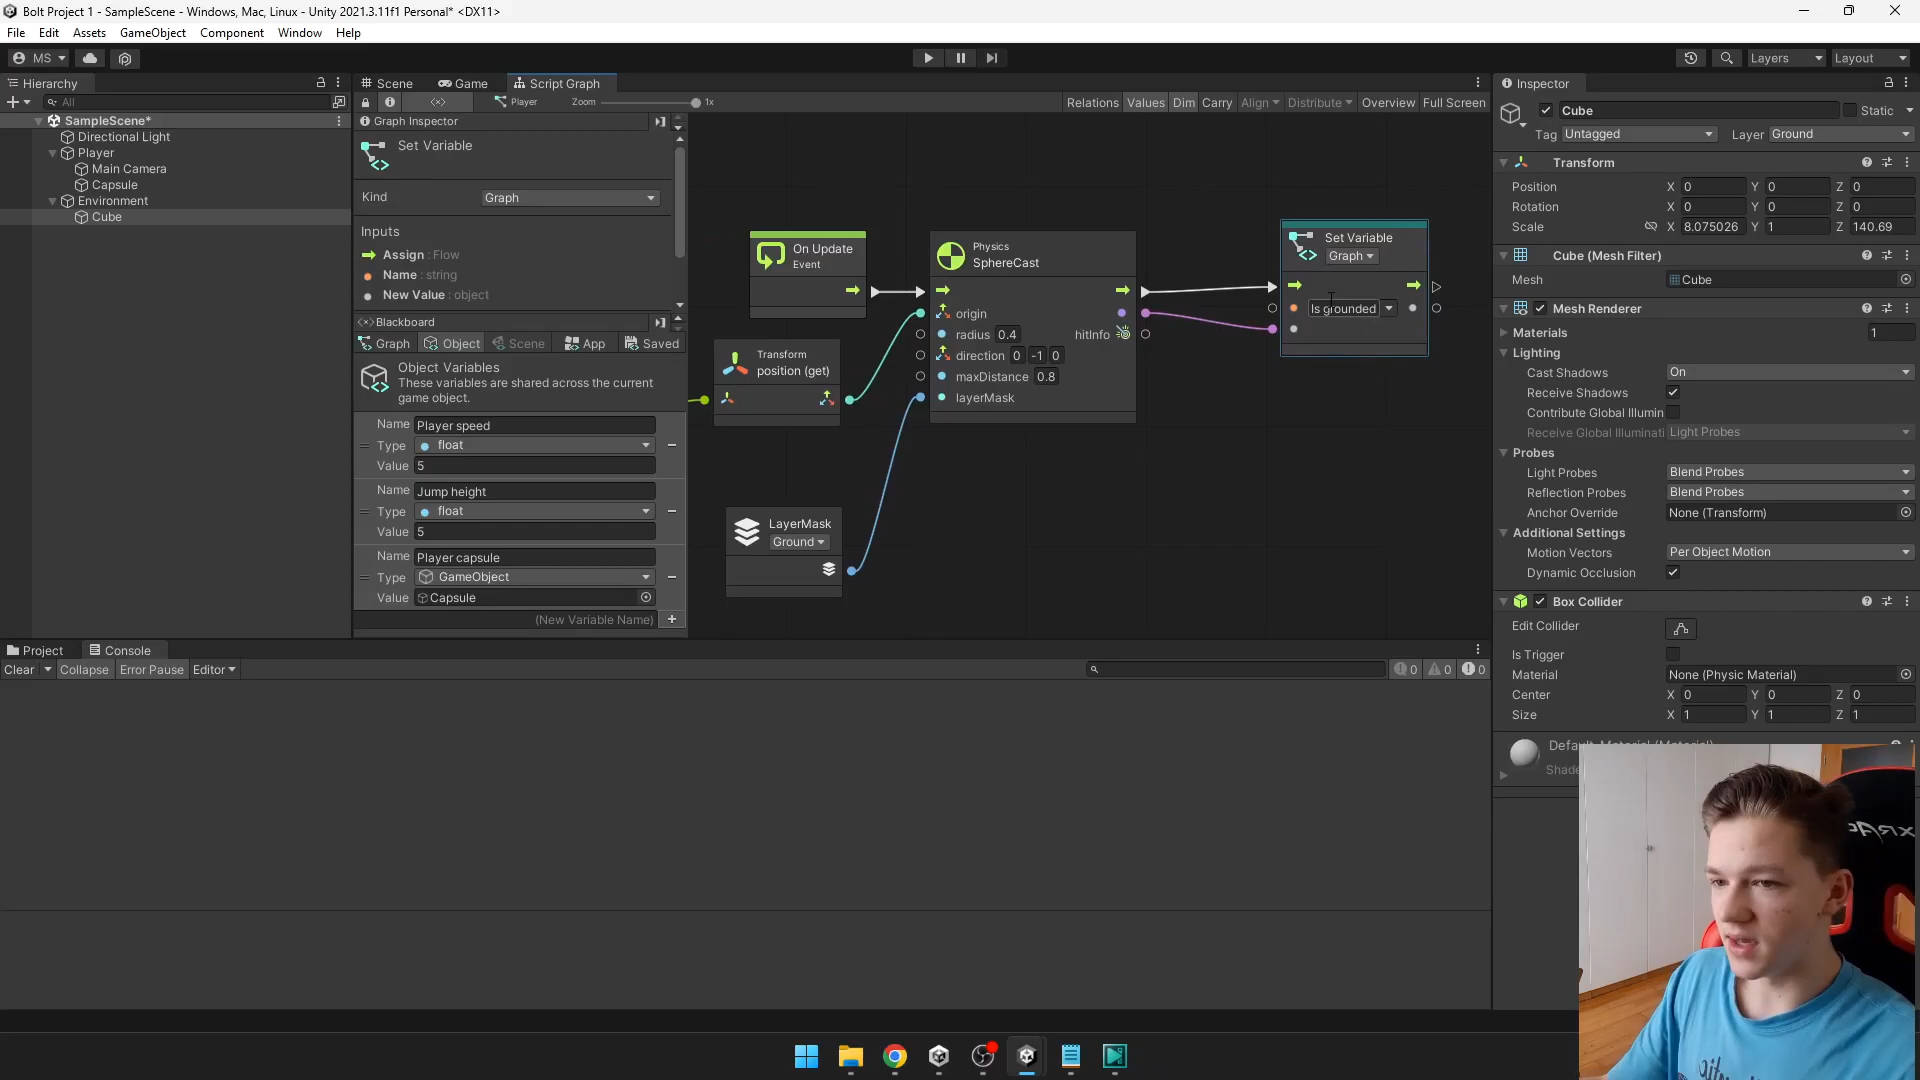 Bolt Project 1 - SampleScene - Windows, Mac, Linux - Unity 2021.3.11f1 Personal* <DX11>
File Edit Assets GameObject Component Window Help
MS Layers Layout
Hierarchy
All
SampleScene*
Directional Light
Player
Main Camera
Capsule
Environment
Cube
Scene Game Script Graph
Player Zoom 1x Relations Values Dim Carry Align Distribute Overview Full Screen
Graph Inspector
Set Variable
Kind Graph
Inputs
Assign : Flow
Name : string
New Value : object
Blackboard
Graph Object Scene App Saved
Object Variables
These variables are shared across the current
game object.
Name Player speed
Type float
Value 5
Name Jump height
Type float
Value 5
Name Player capsule
Type GameObject
Value Capsule
(New Variable Name)
On Update
Event
Transform
position (get)
LayerMask
Ground
Physics
SphereCast
origin
radius 0.4 hitInfo
direction 0 -1 0
maxDistance 0.8
layerMask
Set Variable
Graph
Is grounded
Project Console
Clear Collapse Error Pause Editor 0 0 0
Inspector
Cube Static
Tag Untagged Layer Ground
Transform
Position X 0 Y 0 Z 0
Rotation X 0 Y 0 Z 0
Scale X 8.075026 Y 1 Z 140.69
Cube (Mesh Filter)
Mesh Cube
Mesh Renderer
Materials 1
Lighting
Cast Shadows On
Receive Shadows
Contribute Global Illumin
Receive Global Illuminati Light Probes
Probes
Light Probes Blend Probes
Reflection Probes Blend Probes
Anchor Override None (Transform)
Additional Settings
Motion Vectors Per Object Motion
Dynamic Occlusion
Box Collider
Edit Collider
Is Trigger
Material None (Physic Material)
Center X 0 Y 0 Z 0
Size X 1 Y 1 Z 1
Default-Material (Material)
Shade